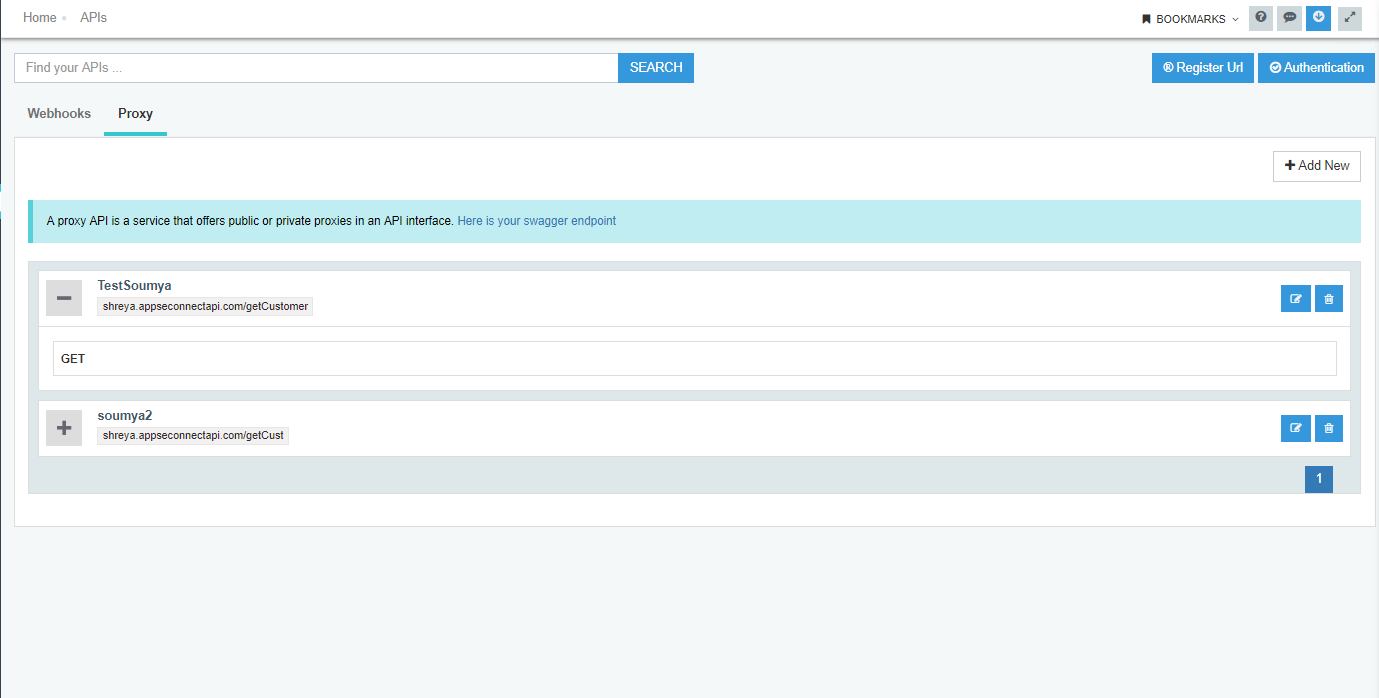 Home APIs
BOOKMARKS
Find your APIs ...
SEARCH
® Register Url
Authentication
Webhooks
Proxy
Add New
A proxy API is a service that offers public or private proxies in an API interface. Here is your swagger endpoint
TestSoumya
shreya.appseconnectapi.com/getCustomer
GET
soumya2
shreya.appseconnectapi.com/getCust
1